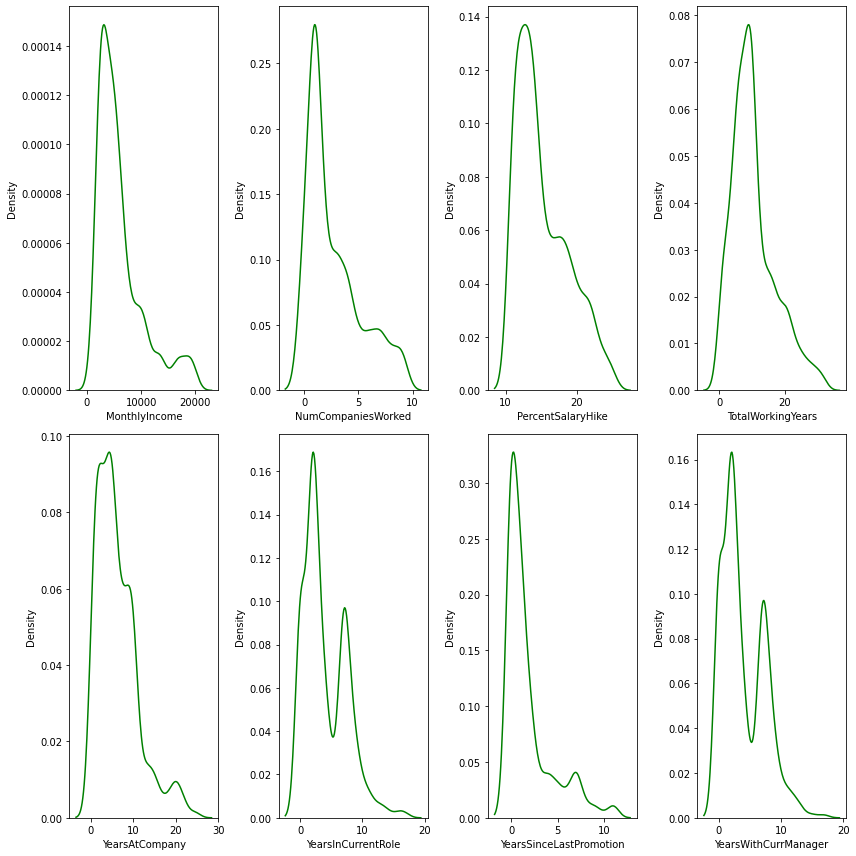 0.00014
0.00012
0.00010
0.00008
0.00006
0.00004
0.00002
0.00000
Density
0 10000 20000
MonthlyIncome
0.25
0.20
0.15
0.10
0.05
0.00
Density
0 5 10
NumCompaniesWorked
0.14
0.12
0.10
0.08
0.06
0.04
0.02
0.00
Density
10 20
PercentSalaryHike
0.08
0.07
0.06
0.05
0.04
0.03
0.02
0.01
0.00
Density
0 20
TotalWorkingYears
0.10
0.08
0.06
0.04
0.02
0.00
Density
0 10 20 30
YearsAtCompany
0.16
0.14
0.12
0.10
0.08
0.06
0.04
0.02
0.00
Density
0 10 20
YearsInCurrentRole
0.30
0.25
0.20
0.15
0.10
0.05
0.00
Density
0 5 10
YearsSinceLastPromotion
0.16
0.14
0.12
0.10
0.08
0.06
0.04
0.02
0.00
Density
0 10 20
YearsWithCurrManager